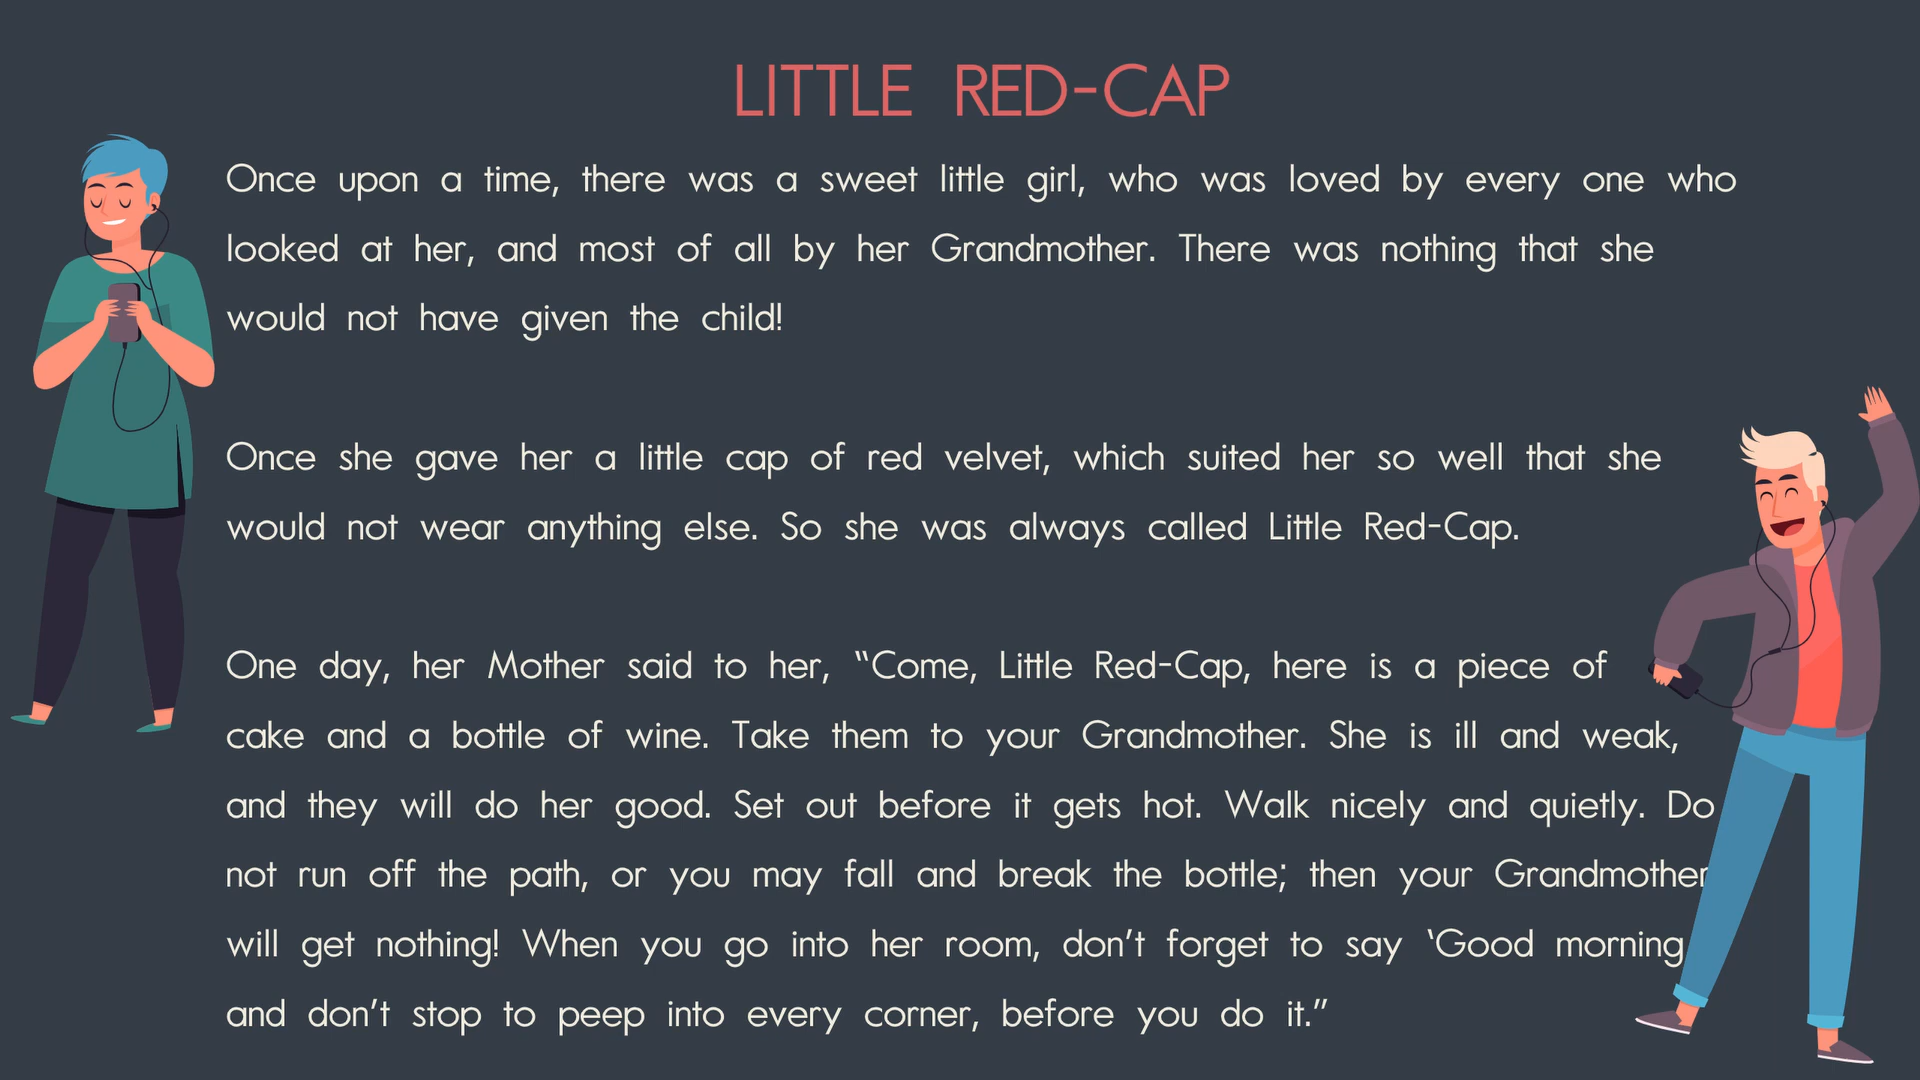 LITTLE RED-CAP
Once upon a time, there was a sweet little girl, who was loved by every one who
looked at her, and most of all by her Grandmother. There was nothing that she
would not have given the child!
Once she gave her a little cap of red velvet, which suited her so well that she
would not wear anything else. So she was always called Little Red-Cap.
One day, her Mother said to her, “Come, Little Red-Cap, here is a piece of
cake and a bottle of wine. Take them to your Grandmother. She is ill and weak,
and they will do her good. Set out before it gets hot. Walk nicely and quietly. Do
not run off the path, or you may fall and break the bottle; then your Grandmother
will get nothing! When you go into her room, don’t forget to say ‘Good morning
and don’t stop to peep into every corner, before you do it.”